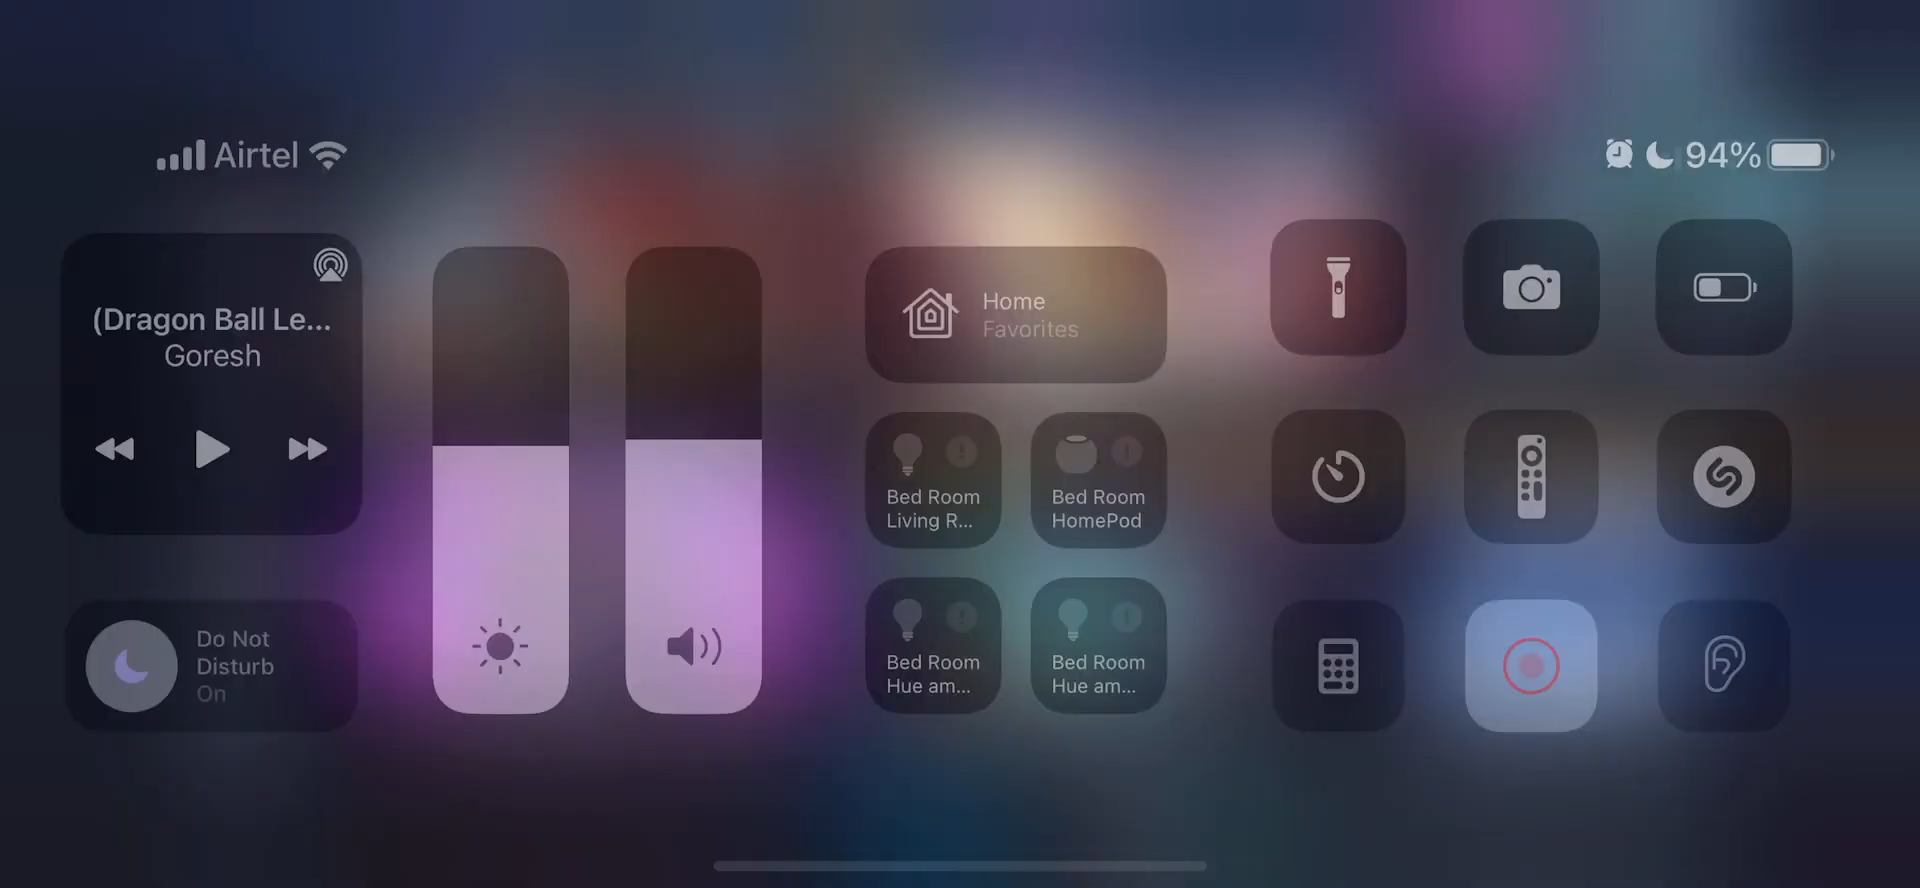 Airtel
94%
(Dragon Ball Le...
Goresh
Do Not
Disturb
On
Home
Favorites
Bed Room
Living R...
Bed Room
HomePod
Bed Room
Hue am...
Bed Room
Hue am...